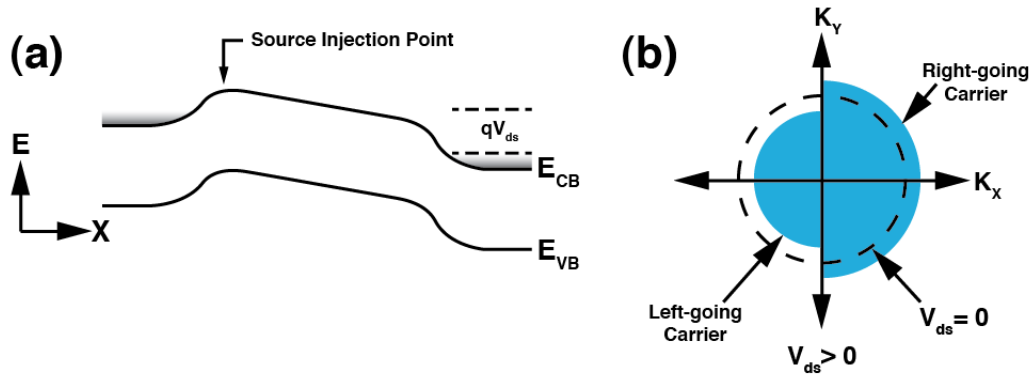 (a)
Source Injection Point
E
X
qVds
ECB
EVB
(b)
KY
Right-going
Carrier
KX
Left-going
Carrier
Vds = 0
Vds > 0